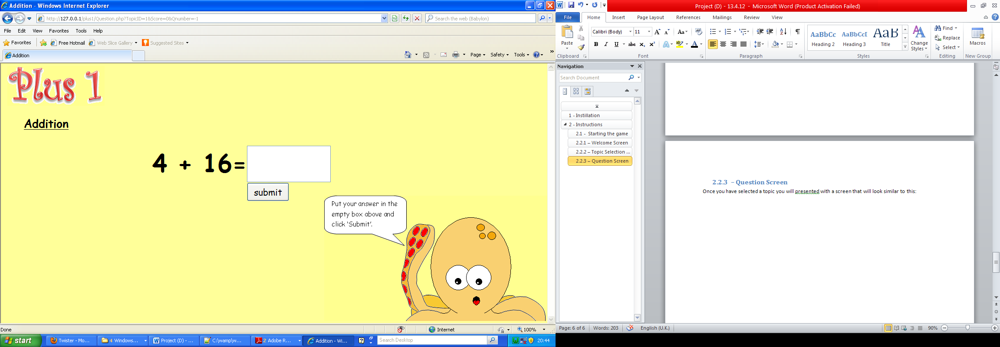 Addition - Windows Internet Explorer
http://127.0.0.1/plus1/Question.php?TopicID=1&Score=0&Qnumber=-1
Search the web (Babylon)
File Edit View Favorites Tools Help
Favorites Free Hotmail Web Slice Gallery Suggested Sites
Addition
Page Safety Tools
Plus 1
Addition
4 + 16=
submit
Put your answer in the
empty box above and
click ‘Submit’.
Done
Internet
100%
start
Twister - Mo...
4 Windows...
Project (D) - ...
C:\wamp\w...
2 Adobe R...
Addition - Wi...
Search Desktop
20:44
Project (D) - 13.4.12 - Microsoft Word (Product Activation Failed)
File Home Insert Page Layout References Mailings Review View
Paste
Clipboard
Calibri (Body) 11
Font
Paragraph
AaBbCc AaBbCcI AaB
Heading 2 Heading 3 Title
Change
Styles
Styles
Find
Replace
Select
Editing
Macros
New Group
Navigation
Search Document
1 - Instillation
2 - Instructions
2.1 - Starting the game
2.2.1 – Welcome Screen
2.2.2 – Topic Selection ...
2.2.3 – Question Screen
2.2.3 – Question Screen
Once you have selected a topic you will presented with a screen that will look similar to this:
Page: 6 of 6 Words: 203 English (U.K.) 90%